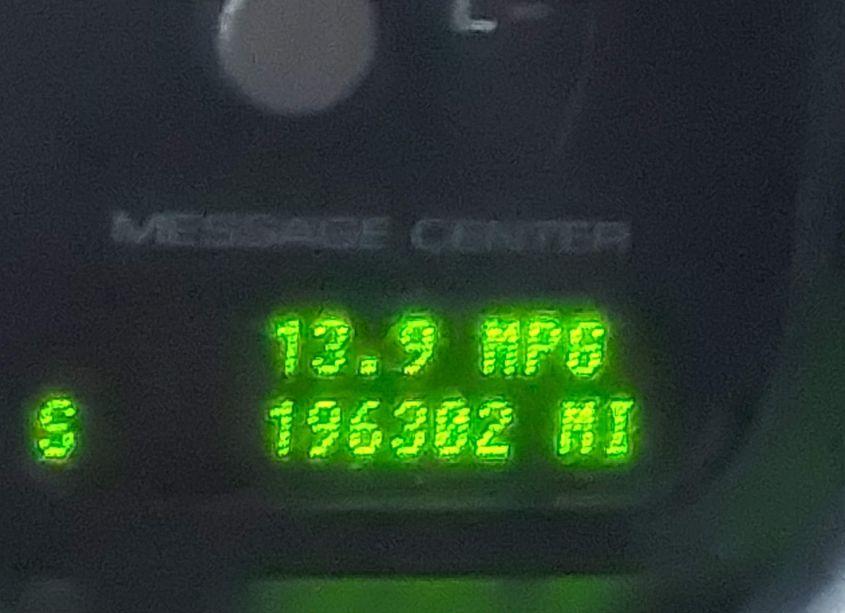 L
MESSAGE CENTER
13.9 MPG
S 196302 MI